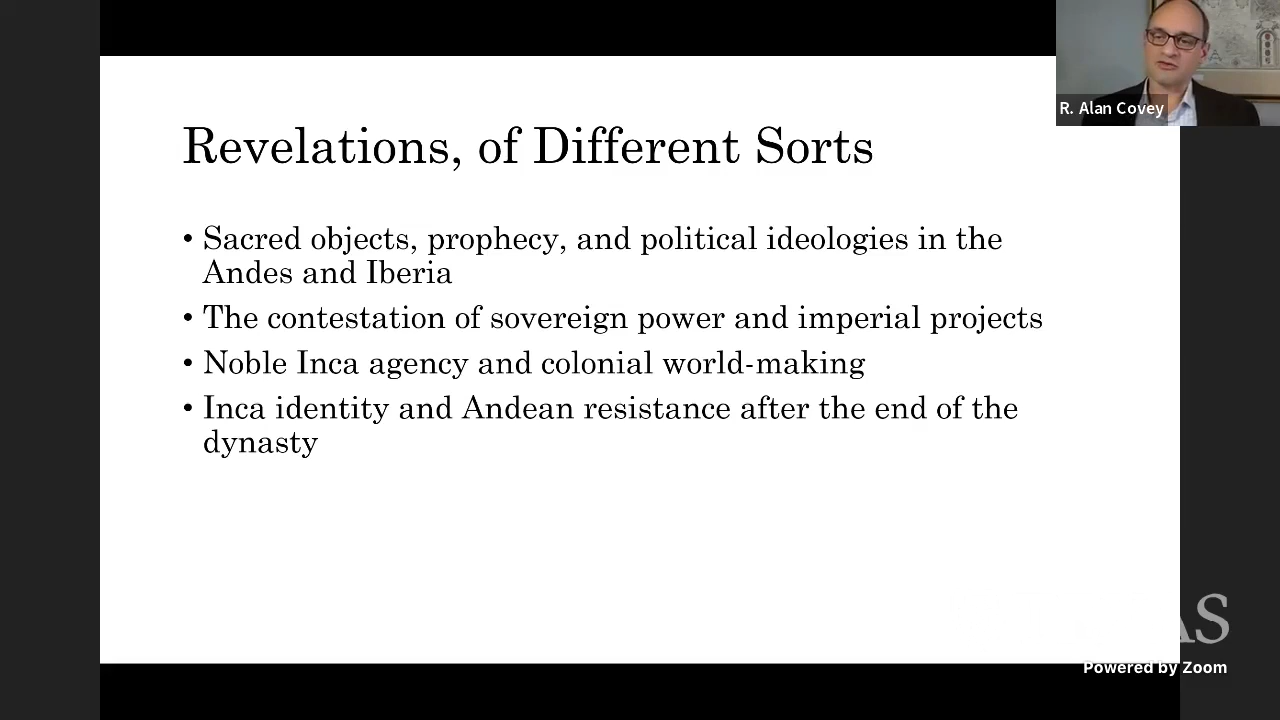 R. Alan Covey
Revelations, of Different Sorts
• Sacred objects, prophecy, and political ideologies in the
Andes and Iberia
• The contestation of sovereign power and imperial projects
• Noble Inca agency and colonial world-making
• Inca identity and Andean resistance after the end of the
dynasty
Powered by Zoom